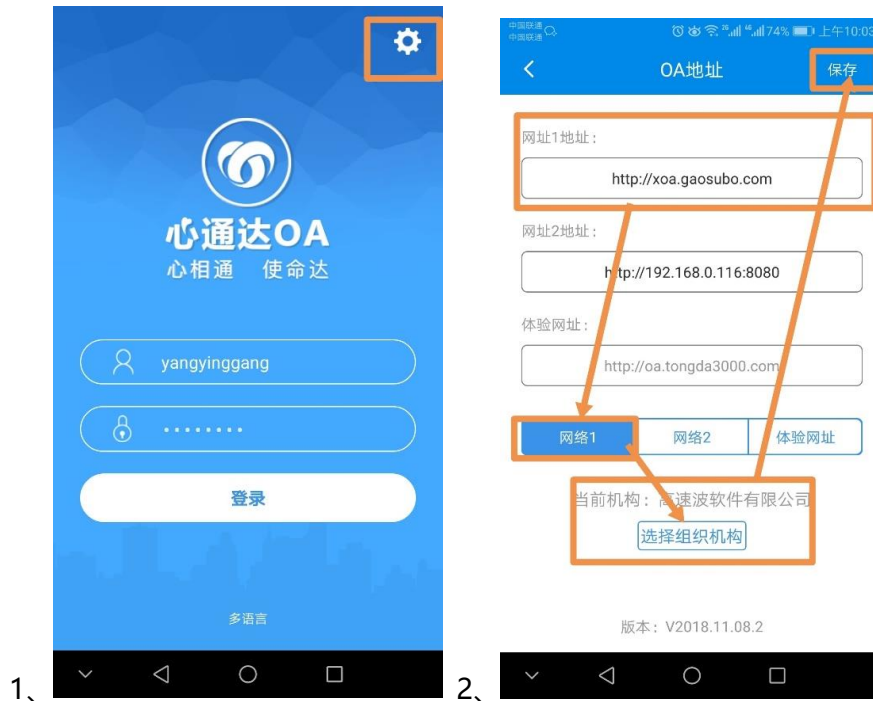 心通达OA
心相通 使命达
yangyinggang
········
登录
多语言
1、
中国联通
中国联通
2G 4G 74% 上午10:03
OA地址
保存
网址1地址：
http://xoa.gaosubo.com
网址2地址：
http://192.168.0.116:8080
体验网址：
http://oa.tongda3000.com
网络1 网络2 体验网址
当前机构：高速波软件有限公司
选择组织机构
版本：V2018.11.08.2
2、